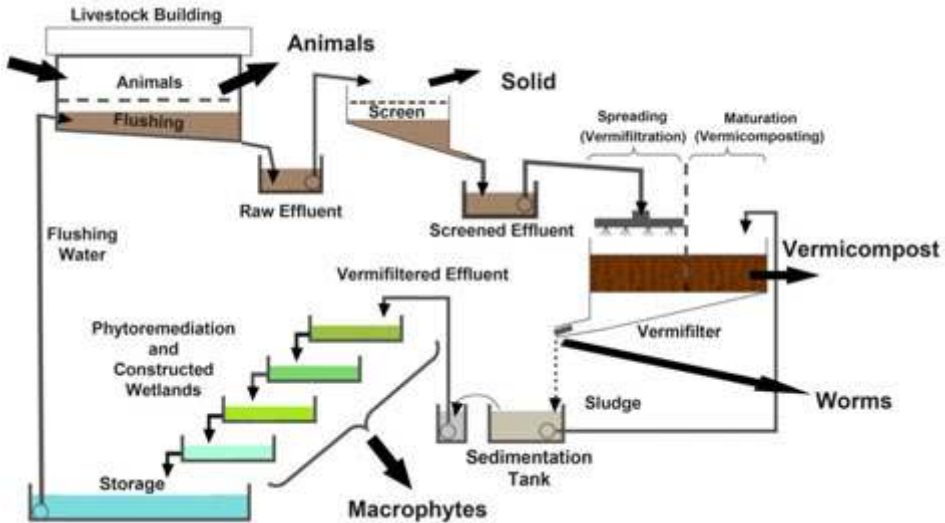 Livestock Building
Animals
Animals
Solid
Flushing
Screen
Spreading
(Vermifiltration)
Maturation
(Vermicomposting)
Raw Effluent
Screened Effluent
Flushing
Water
Vermifiltered Effluent
Vermicompost
Phytoremediation
and
Constructed
Wetlands
Vermifilter
Sludge
Worms
Sedimentation
Tank
Storage
Macrophytes